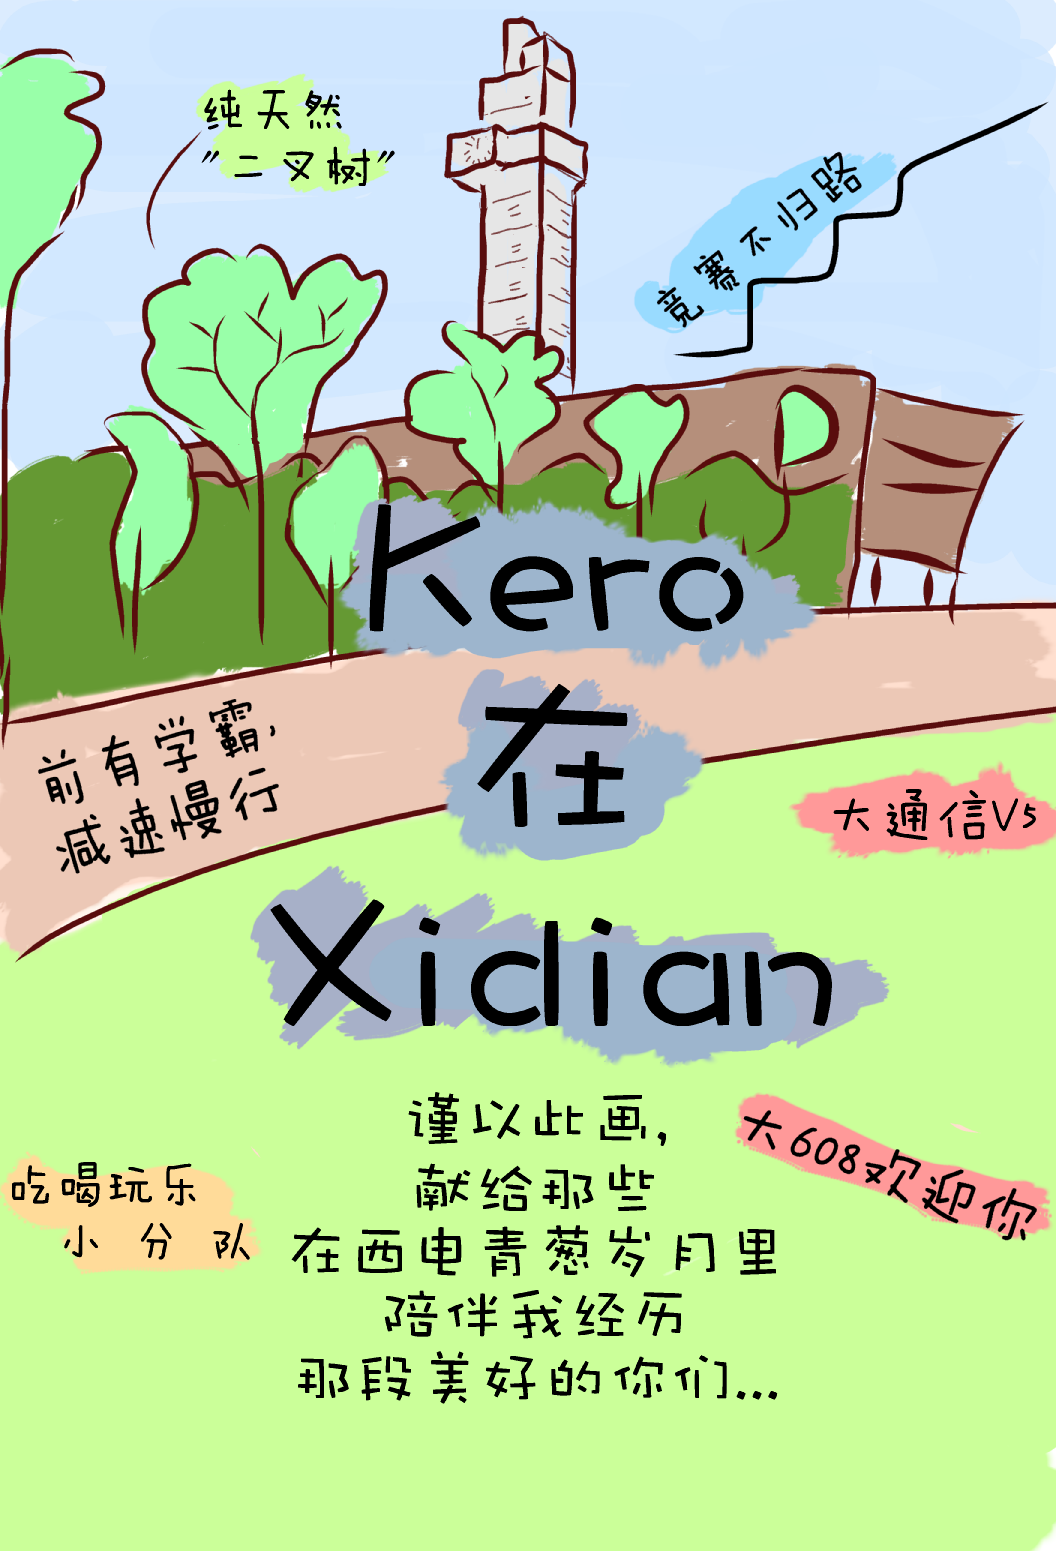 纯天然
"二叉树"
竞赛不归路
Kero
在
Xidian
前有学霸,
减速慢行
大通信V5
谨以此画,
献给那些
在西电青葱岁月里
陪伴我经历
那段美好的你们...
大608欢迎你
吃喝玩乐
小分队